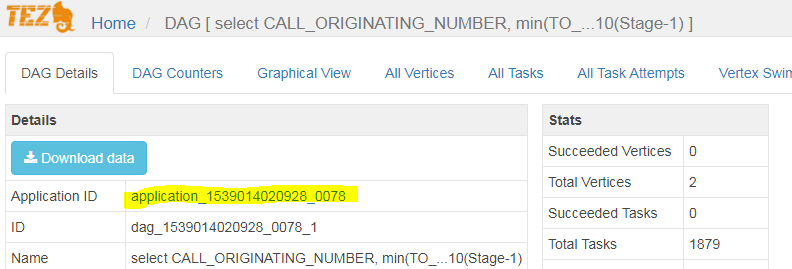 TEZ Home / DAG [ select CALL_ORIGINATING_NUMBER, min(TO_...10(Stage-1) ]
DAG Details DAG Counters Graphical View All Vertices All Tasks All Task Attempts Vertex Swim
Details
Download data
Application ID application_1539014020928_0078
ID dag_1539014020928_0078_1
Name select CALL_ORIGINATING_NUMBER, min(TO_...10(Stage-1)
Stats
Succeeded Vertices 0
Total Vertices 2
Succeeded Tasks 0
Total Tasks 1879